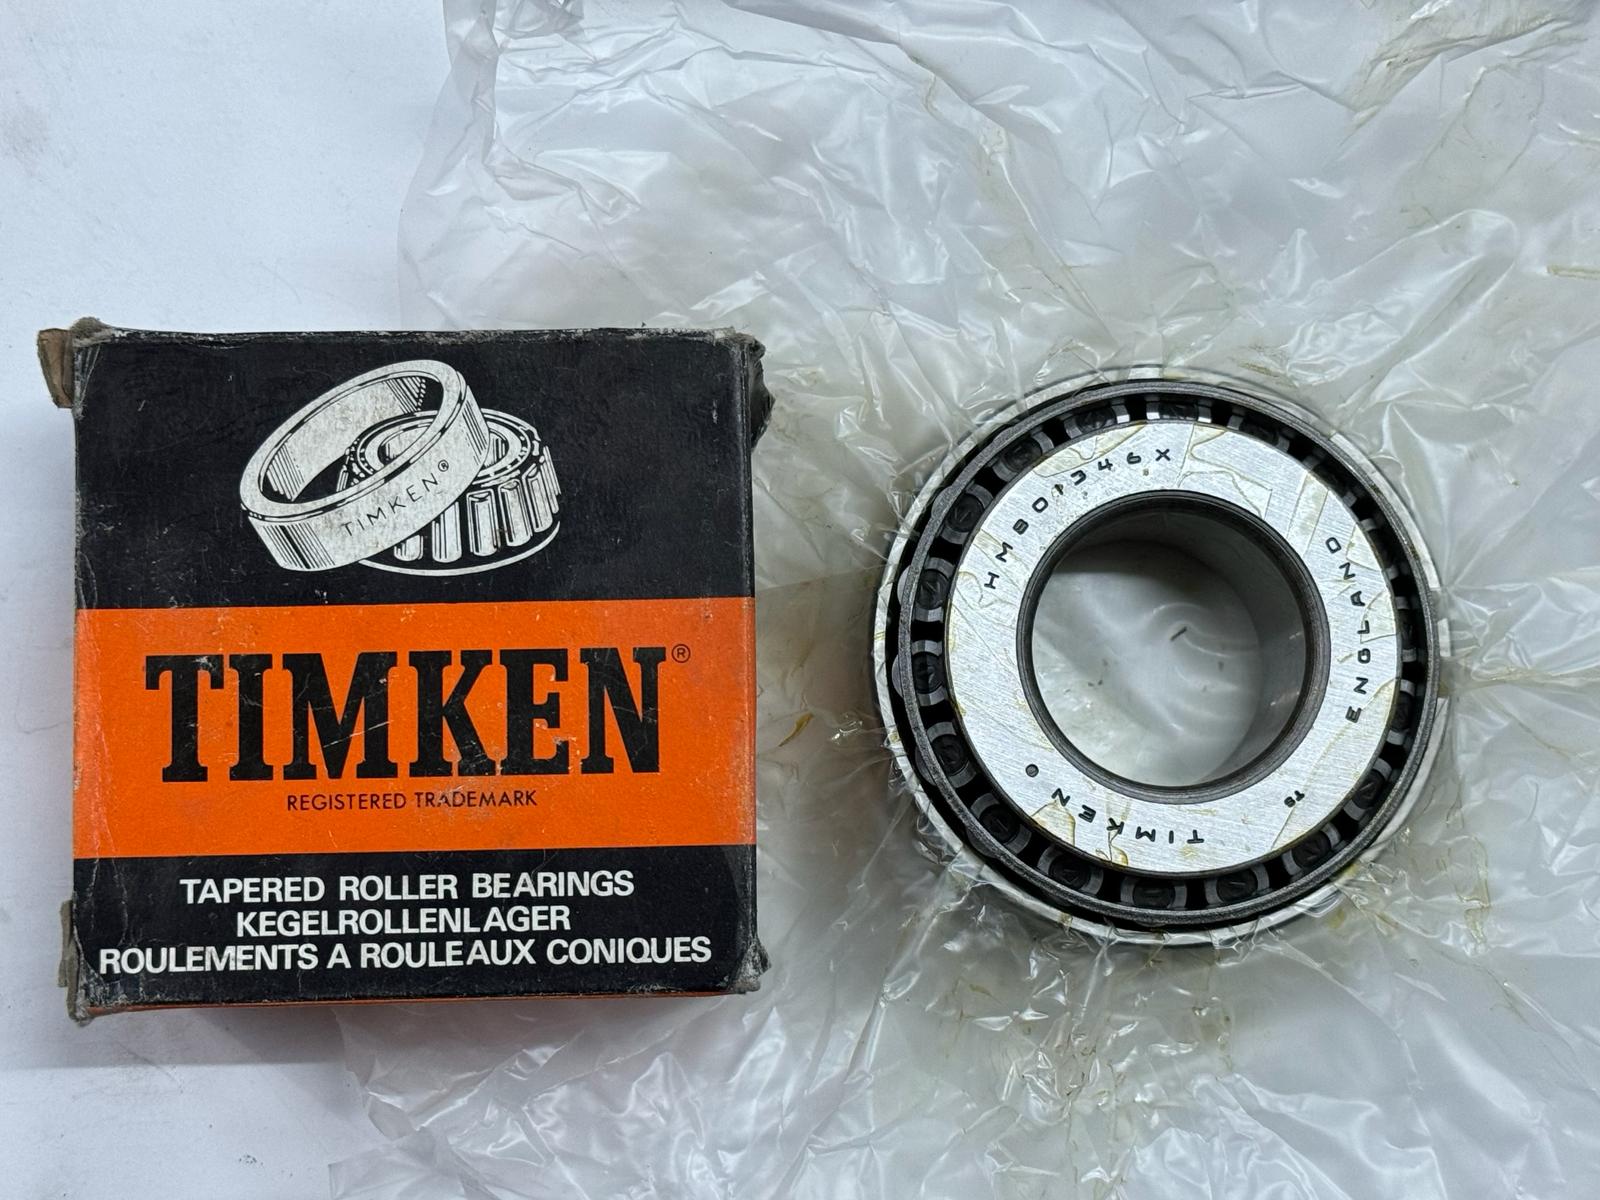 TIMKEN®
TIMKEN®
REGISTERED TRADEMARK
TAPERED ROLLER BEARINGS
KEGELROLLENLAGER
ROULEMENTS A ROULEAUX CONIQUES
HM801346X
ENGLAND
TIMKEN ®